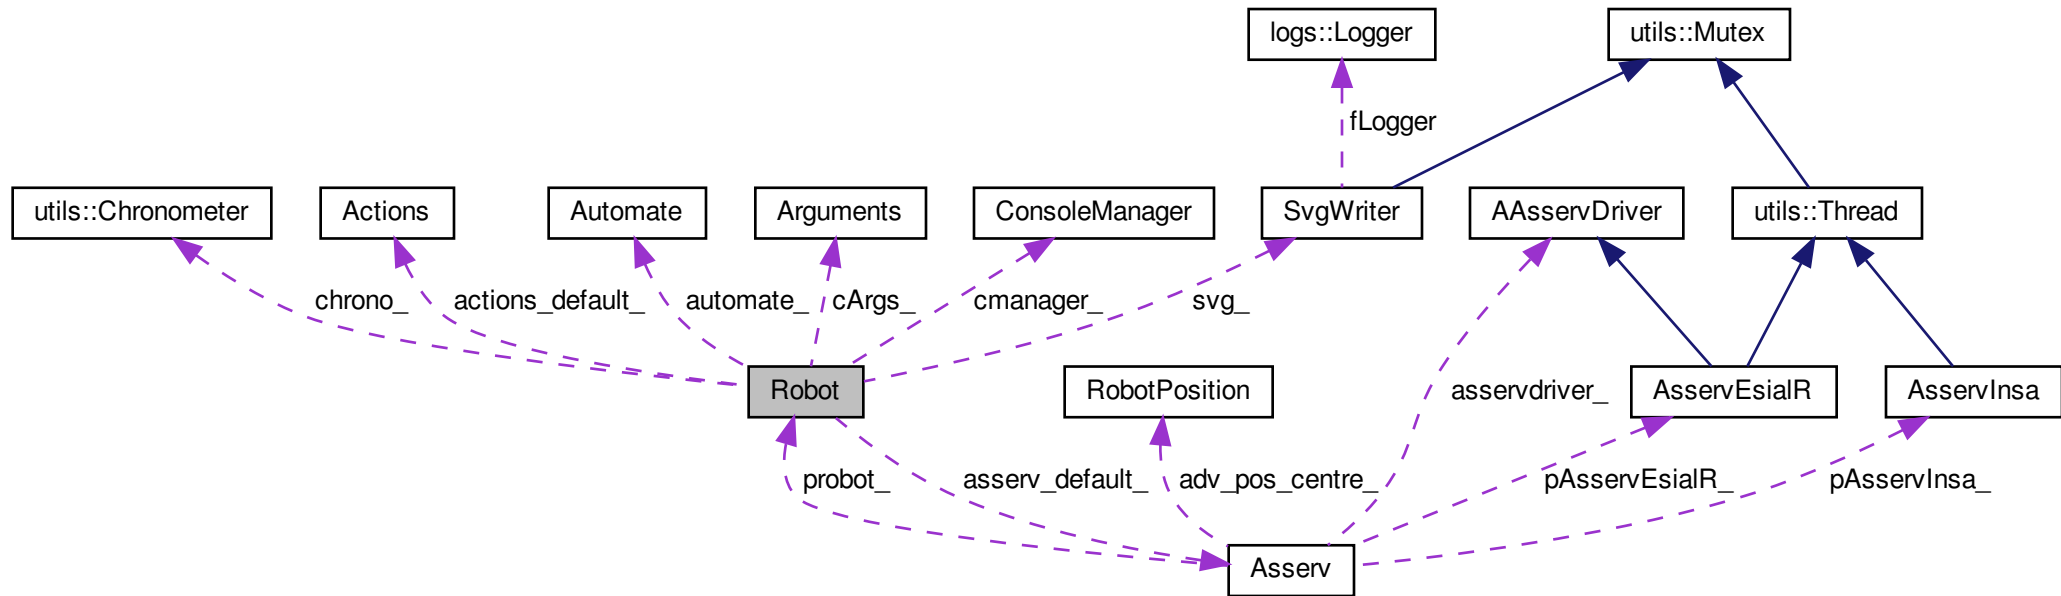 logs::Logger
utils::Mutex
fLogger
utils::Chronometer
Actions
Automate
Arguments
ConsoleManager
SvgWriter
AAsservDriver
utils::Thread
chrono_
actions_default_
automate_
cArgs_
cmanager_
svg_
Robot
RobotPosition
asservdriver_
AsservEsialR
AsservInsa
probot_
asserv_default_
adv_pos_centre_
pAsservEsialR_
pAsservInsa_
Asserv